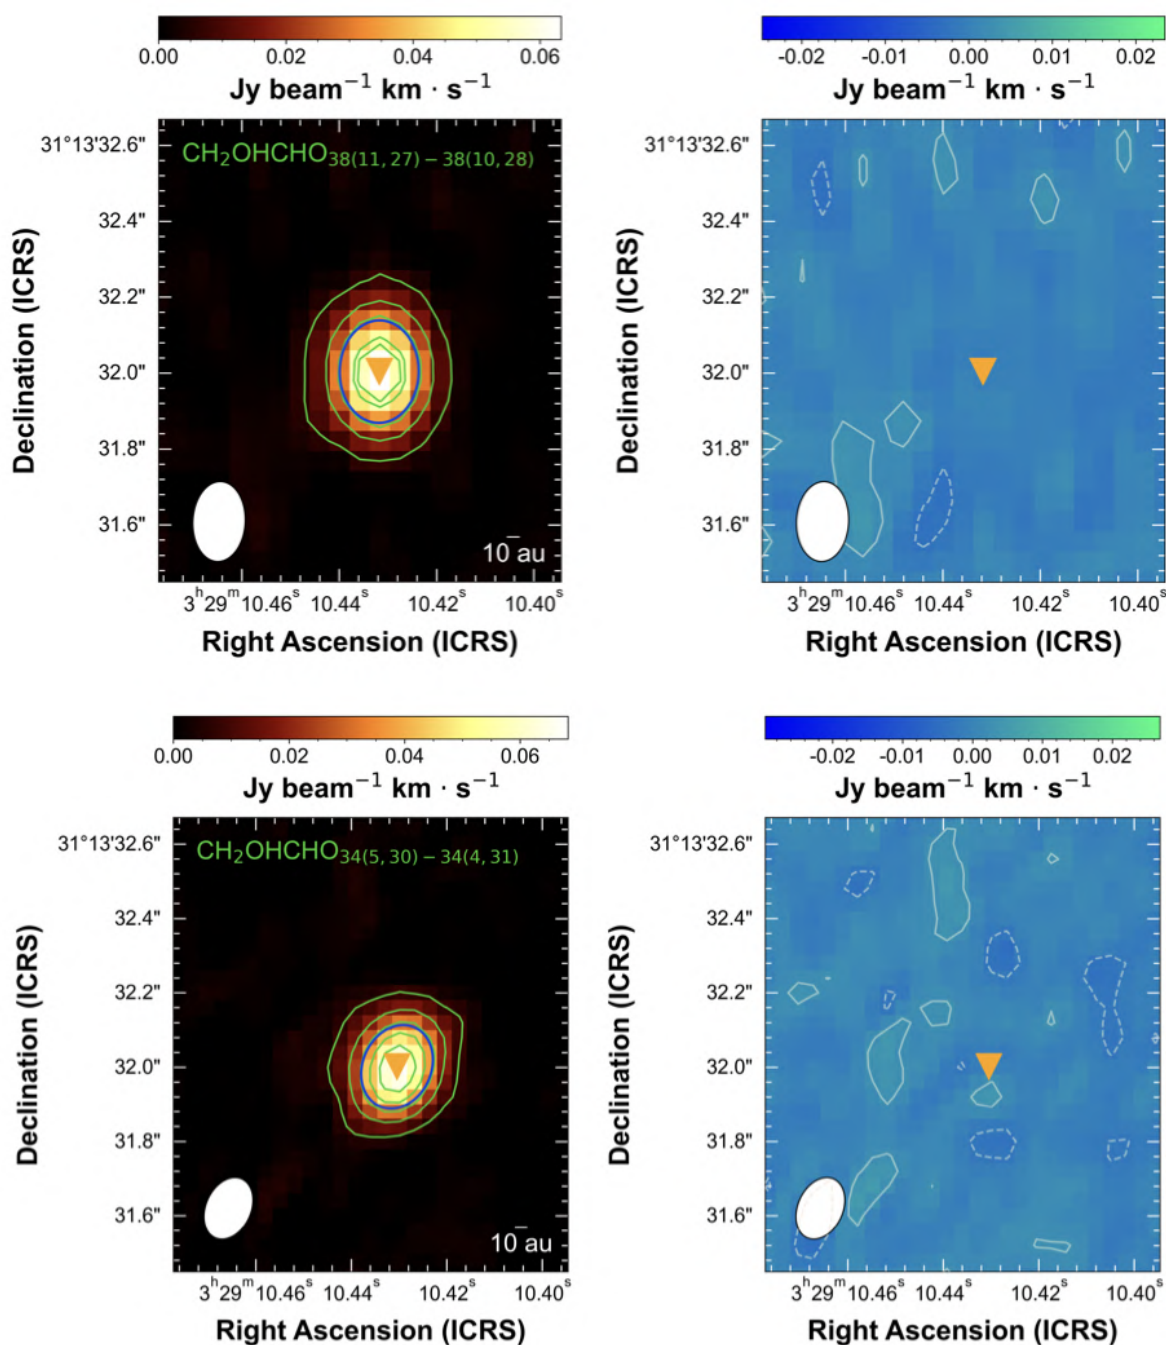 0.00 0.02 0.04 0.06
Jy beam⁻¹ km · s⁻¹
-0.02 -0.01 0.00 0.01 0.02
Jy beam⁻¹ km · s⁻¹
CH₂OHCHO₃₈₍₁₁, ₂₇₎ ₋ ₃₈₍₁₀, ₂₈₎
31°13'32.6"
32.4"
32.2"
32.0"
31.8"
31.6"
Declination (ICRS)
10 au
3ʰ29ᵐ10.46ˢ 10.44ˢ 10.42ˢ 10.40ˢ
Right Ascension (ICRS)
31°13'32.6"
32.4"
32.2"
32.0"
31.8"
31.6"
Declination (ICRS)
3ʰ29ᵐ10.46ˢ 10.44ˢ 10.42ˢ 10.40ˢ
Right Ascension (ICRS)
0.00 0.02 0.04 0.06
Jy beam⁻¹ km · s⁻¹
-0.02 -0.01 0.00 0.01 0.02
Jy beam⁻¹ km · s⁻¹
CH₂OHCHO₃₄₍₅, ₃₀₎ ₋ ₃₄₍₄, ₃₁₎
31°13'32.6"
32.4"
32.2"
32.0"
31.8"
31.6"
Declination (ICRS)
10 au
3ʰ29ᵐ10.46ˢ 10.44ˢ 10.42ˢ 10.40ˢ
Right Ascension (ICRS)
31°13'32.6"
32.4"
32.2"
32.0"
31.8"
31.6"
Declination (ICRS)
3ʰ29ᵐ10.46ˢ 10.44ˢ 10.42ˢ 10.40ˢ
Right Ascension (ICRS)